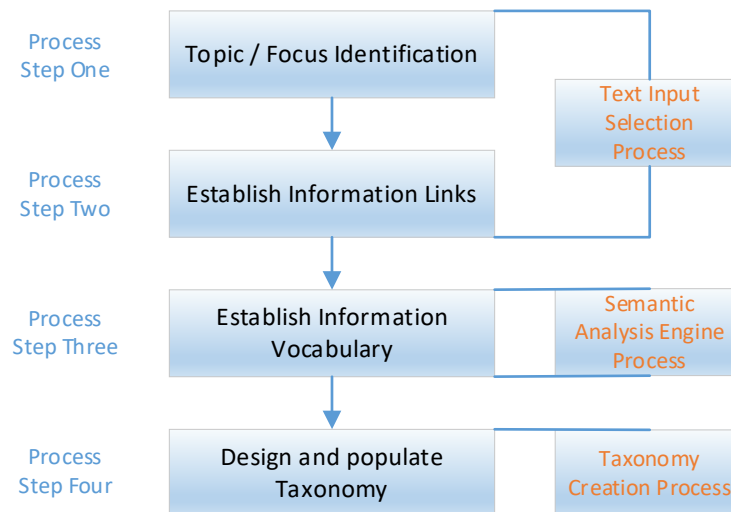 Process
Step One
Topic / Focus Identification
Text Input
Selection
Process
Process
Step Two
Establish Information Links
Process
Step Three
Establish Information
Vocabulary
Semantic
Analysis Engine
Process
Process
Step Four
Design and populate
Taxonomy
Taxonomy
Creation Process